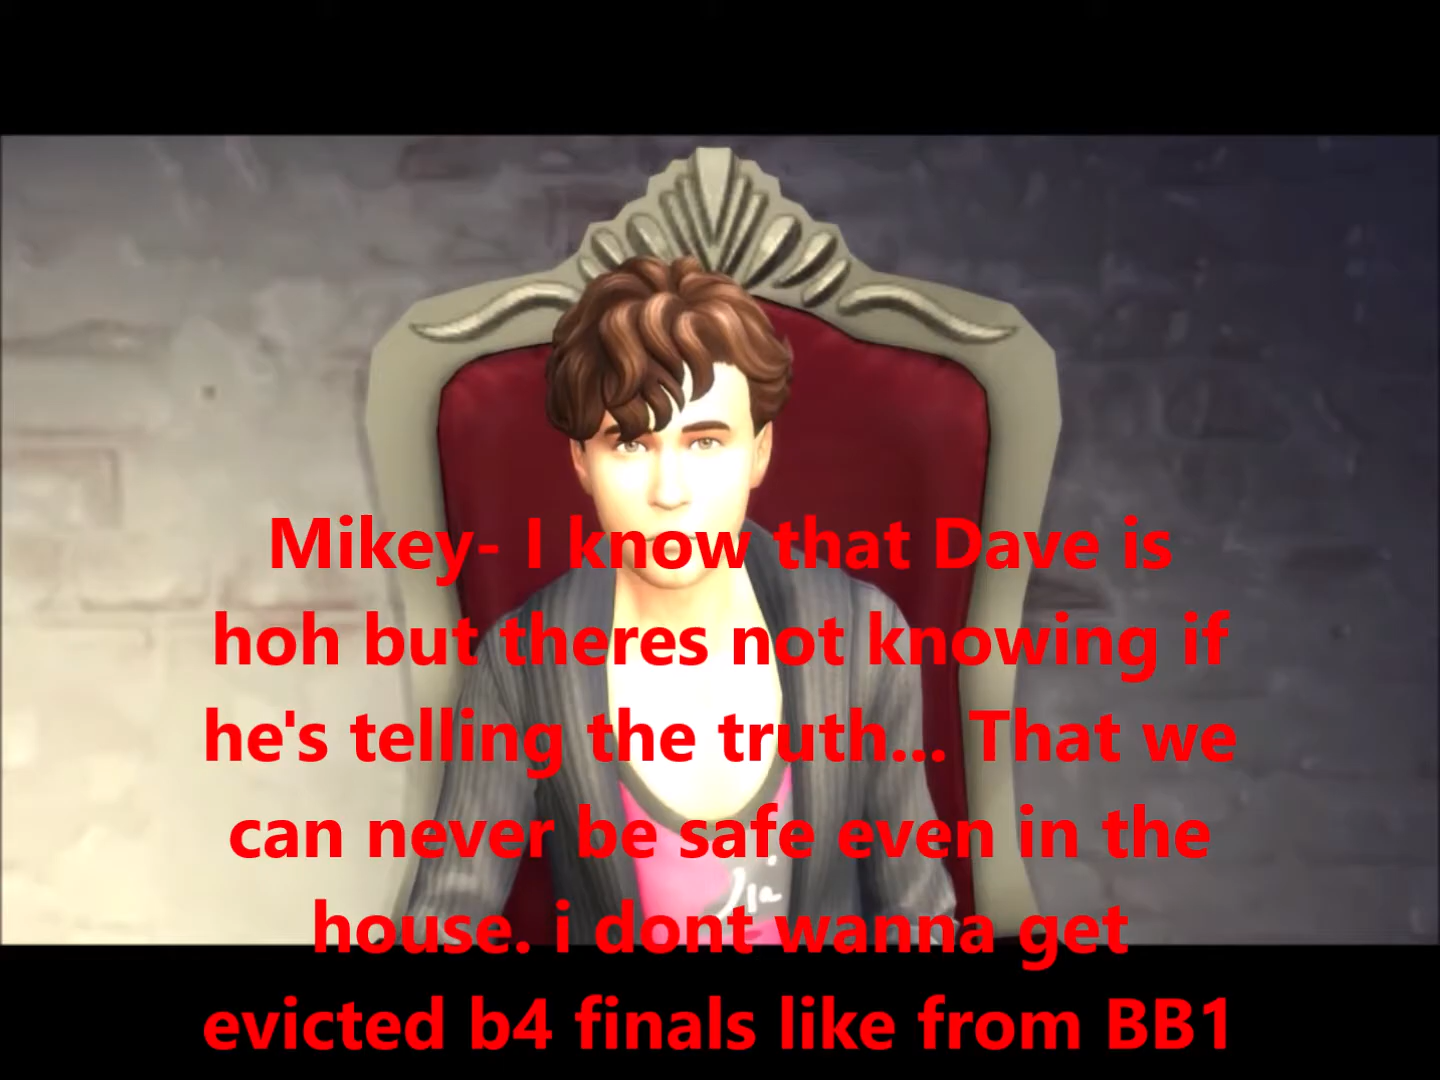 Mikey- I know that Dave is
hoh but theres not knowing if
he's telling the truth... That we
can never be safe even in the
house. i dont wanna get
evicted b4 finals like from BB1